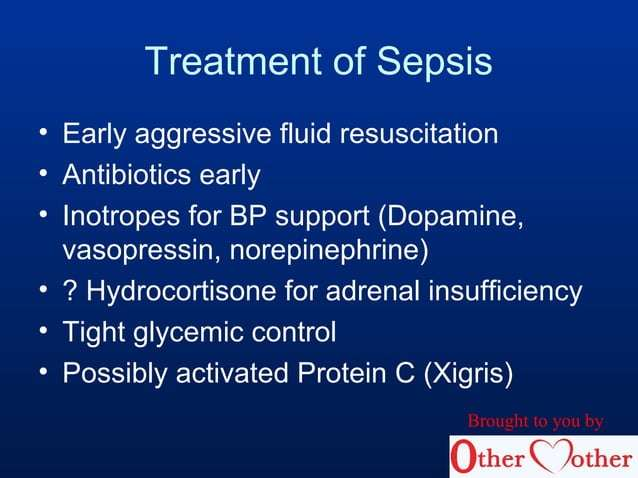 Treatment of Sepsis
• Early aggressive fluid resuscitation
• Antibiotics early
• Inotropes for BP support (Dopamine,
vasopressin, norepinephrine)
• ? Hydrocortisone for adrenal insufficiency
• Tight glycemic control
• Possibly activated Protein C (Xigris)
Brought to you by
Other other